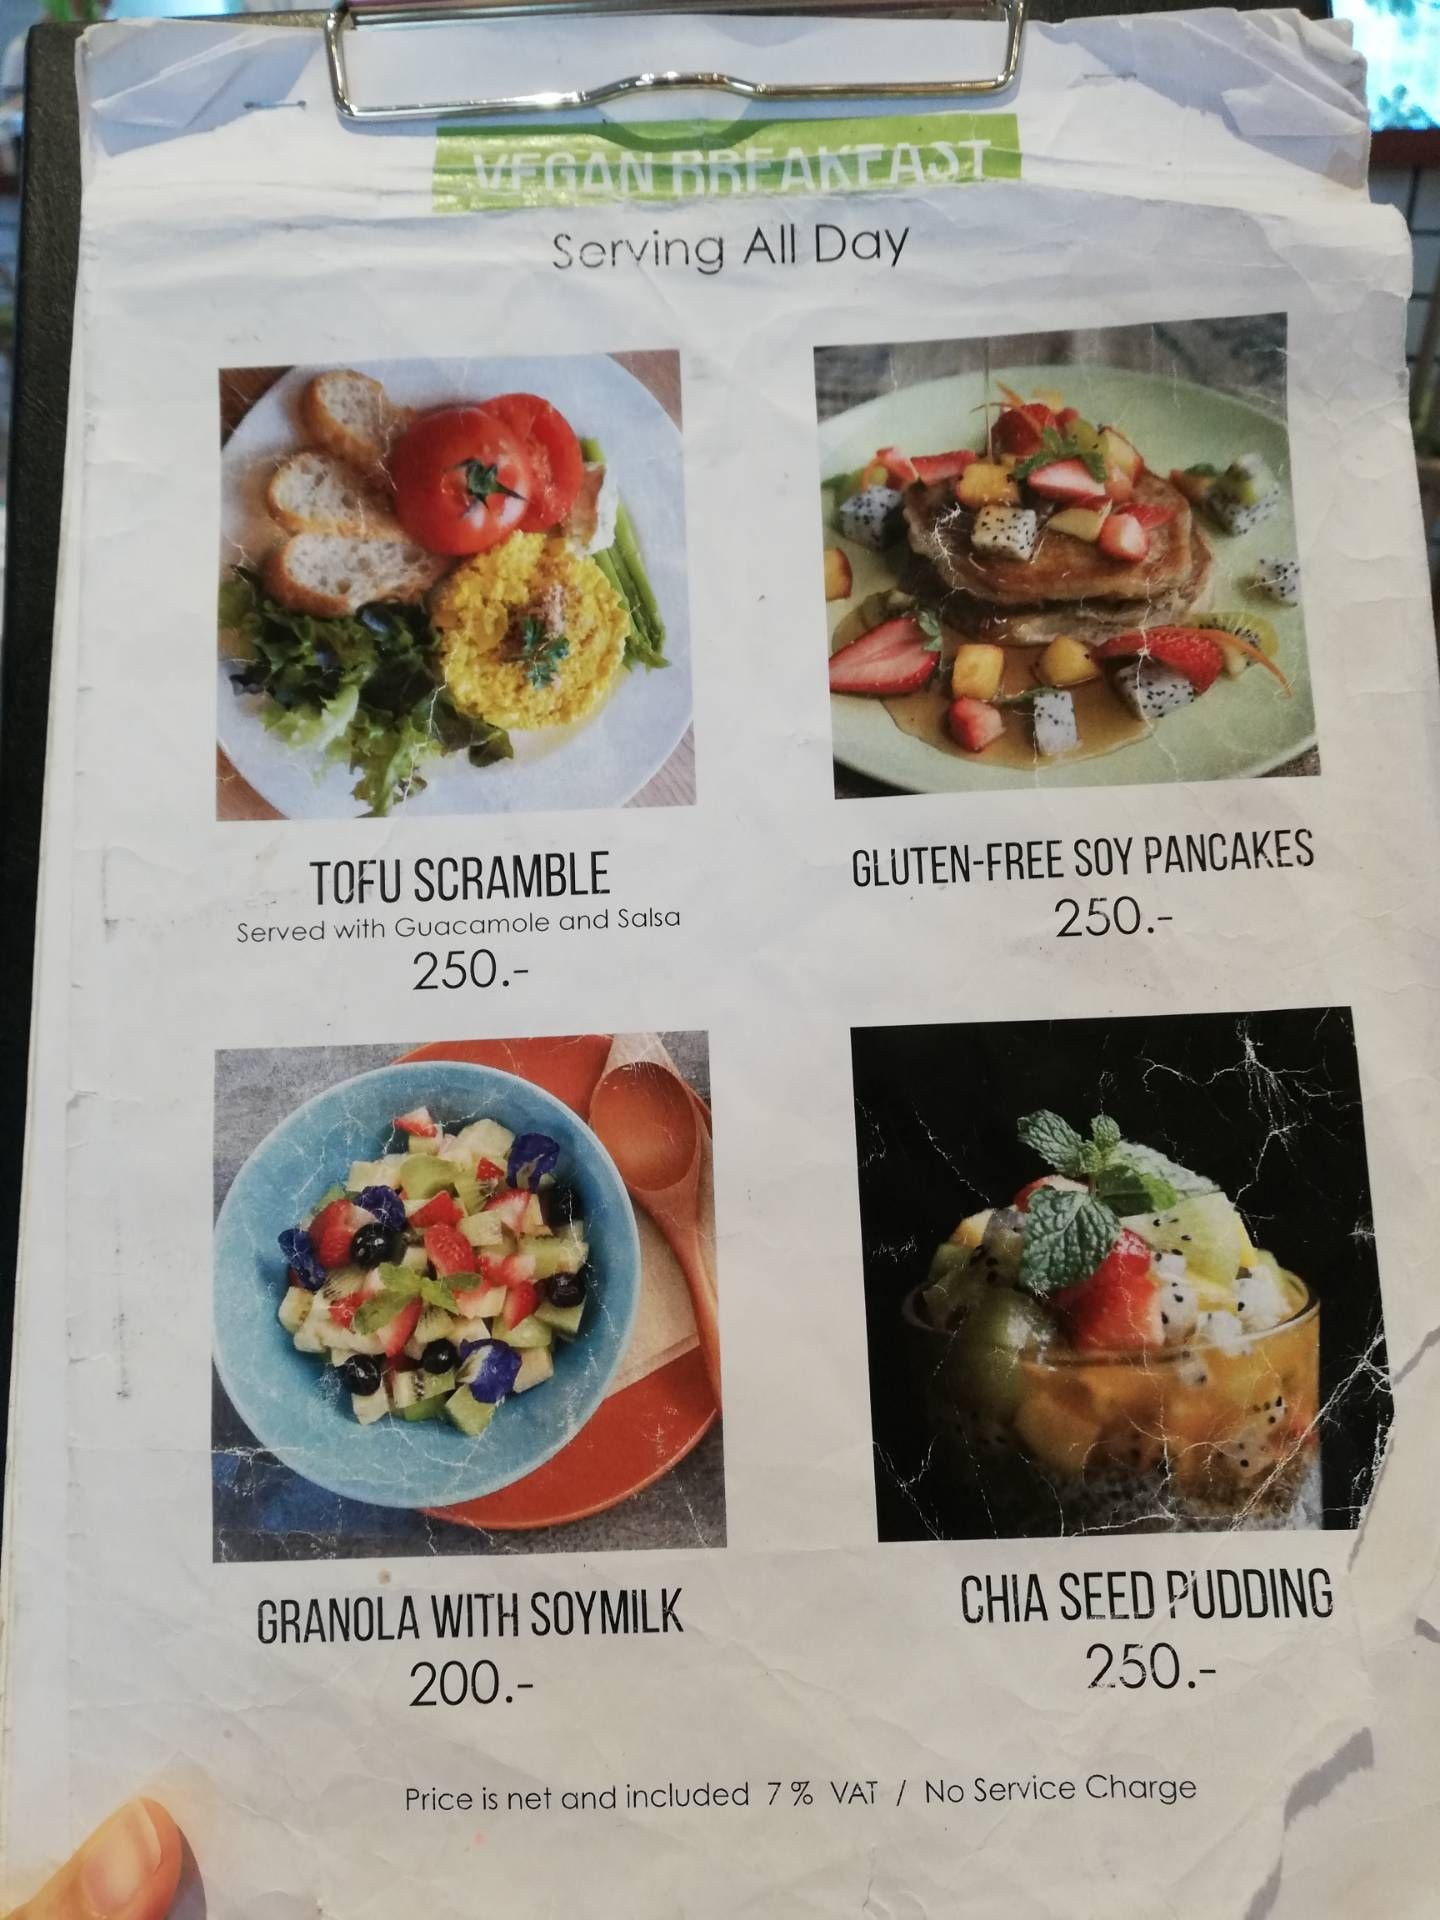 VEGAN BREAKFAST
Serving All Day
TOFU SCRAMBLE
Served with Guacamole and Salsa
250.-
GLUTEN-FREE SOY PANCAKES
250.-
GRANOLA WITH SOYMILK
200.-
CHIA SEED PUDDING
250.-
Price is net and included 7 % VAT / No Service Charge